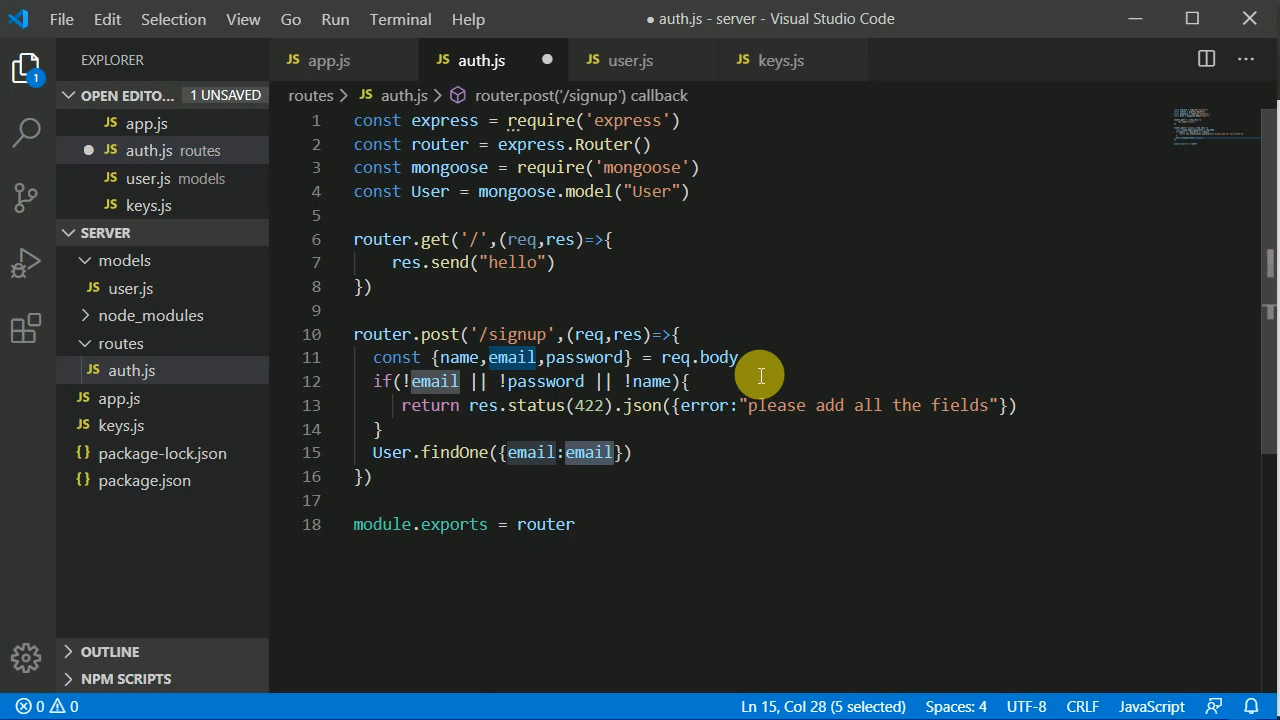 File Edit Selection View Go Run Terminal Help ● auth.js - server - Visual Studio Code
EXPLORER
JS app.js JS auth.js ● JS user.js JS keys.js
1
OPEN EDITO... 1 UNSAVED
routes > JS auth.js > router.post('/signup') callback
JS app.js
● JS auth.js routes
JS user.js models
JS keys.js
SERVER
models
JS user.js
node_modules
routes
JS auth.js
JS app.js
JS keys.js
{} package-lock.json
{} package.json
OUTLINE
NPM SCRIPTS
1 const express = require('express')
2 const router = express.Router()
3 const mongoose = require('mongoose')
4 const User = mongoose.model("User")
5
6 router.get('/',(req,res)=>{
7 res.send("hello")
8 })
9
10 router.post('/signup',(req,res)=>{
11 const {name,email,password} = req.body
12 if(!email || !password || !name){
13 return res.status(422).json({error:"please add all the fields"})
14 }
15 User.findOne({email:email})
16 })
17
18 module.exports = router
0 0 Ln 15, Col 28 (5 selected) Spaces: 4 UTF-8 CRLF JavaScript